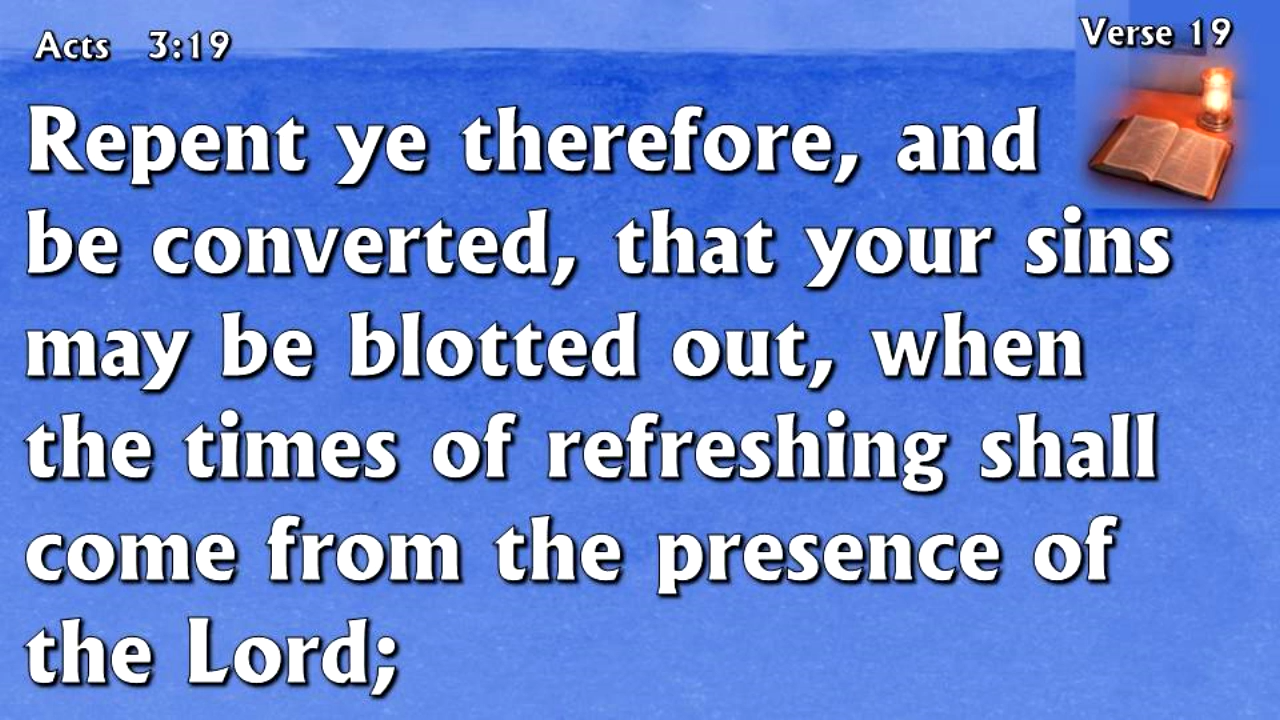 Acts 3:19
Verse 19
Repent ye therefore, and
be converted, that your sins
may be blotted out, when
the times of refreshing shall
come from the presence of
the Lord;